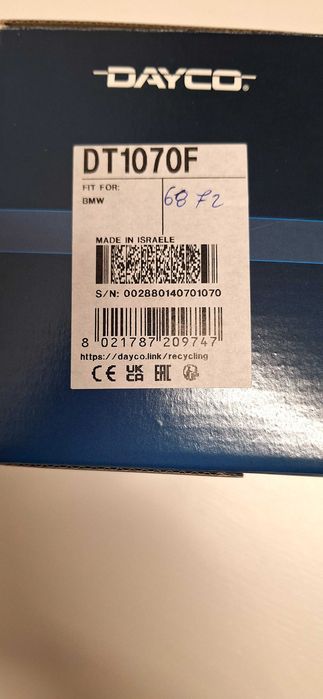 DAYCO®
DT1070F
FIT FOR:
BMW
68 72
MADE IN ISRAELE
S/N: 002880140701070
8 021787 209747
https://dayco.link/recycling
CE UK CA EAC